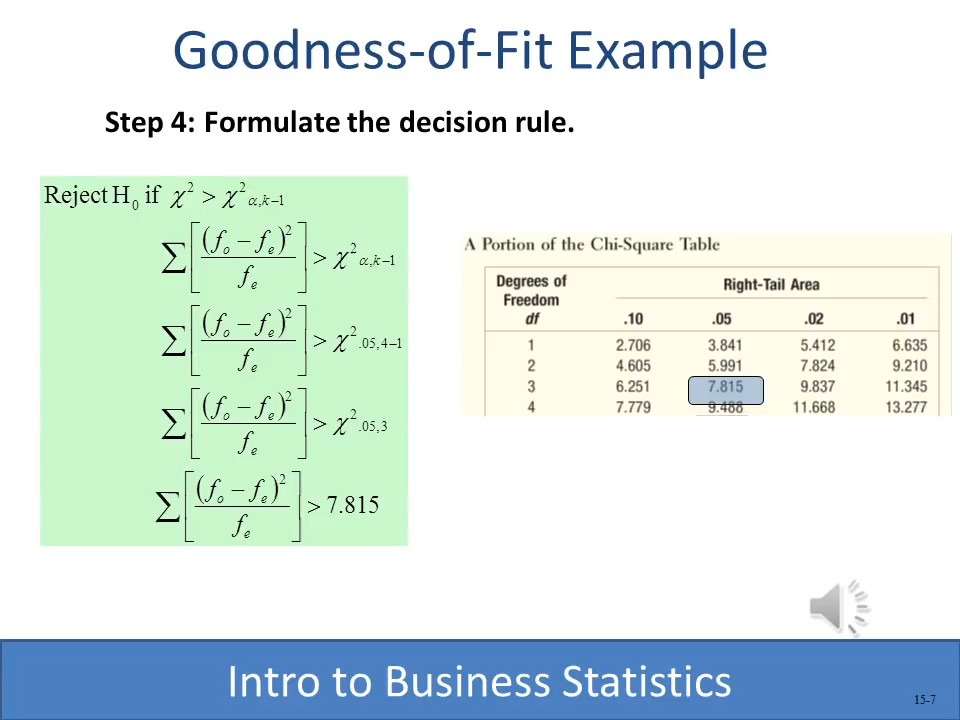 Goodness-of-Fit Example
Step 4: Formulate the decision rule.
Reject H₀ if χ² > χ²α,k−1
∑[(fₒ − fₑ)² / fₑ] > χ²α,k−1
∑[(fₒ − fₑ)² / fₑ] > χ².05,4−1
∑[(fₒ − fₑ)² / fₑ] > χ².05,3
∑[(fₒ − fₑ)² / fₑ] > 7.815
A Portion of the Chi-Square Table
Degrees of
Freedom
df
Right-Tail Area
.10 .05 .02 .01
1 2.706 3.841 5.412 6.635
2 4.605 5.991 7.824 9.210
3 6.251 7.815 9.837 11.345
4 7.779 9.488 11.668 13.277
Intro to Business Statistics
15-7